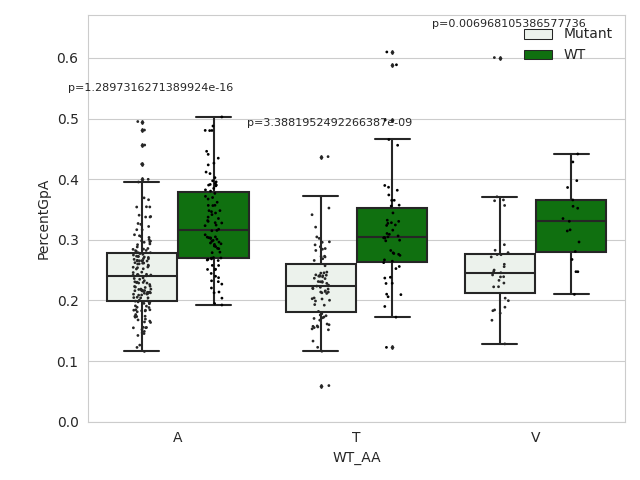 p=0.006968105386577736
Mutant
WT
p=1.2897316271389924e-16
p=3.3881952492266387e-09
PercentGpA
0.6
0.5
0.4
0.3
0.2
0.1
0.0
A
T
V
WT_AA